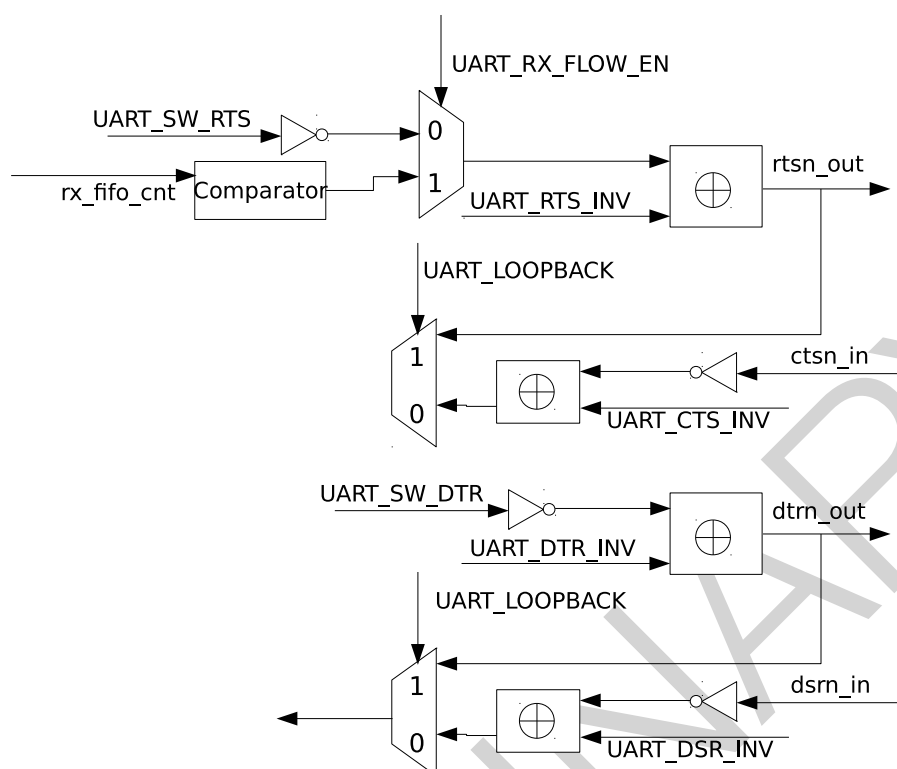 UART_RX_FLOW_EN
UART_SW_RTS
0
rx_fifo_cnt
Comparator
1
rtsn_out
UART_RTS_INV
UART_LOOPBACK
1
ctsn_in
0
UART_CTS_INV
UART_SW_DTR
dtrn_out
UART_DTR_INV
UART_LOOPBACK
1
dsrn_in
0
UART_DSR_INV